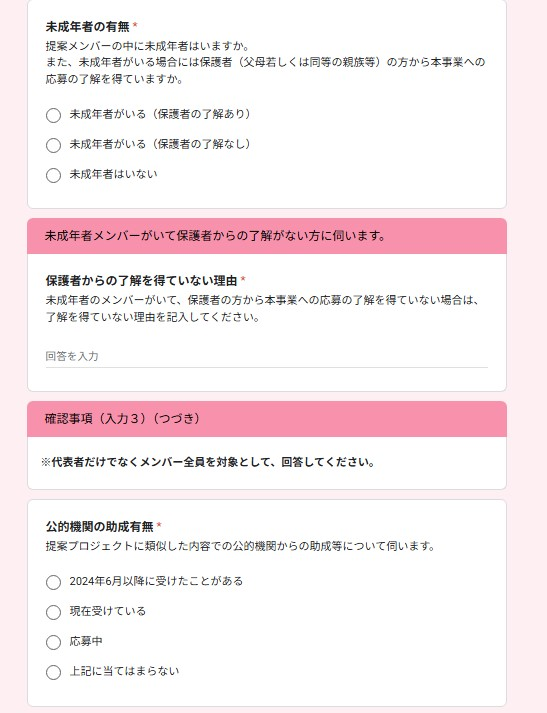 未成年者の有無 *
提案メンバーの中に未成年者はいますか。
また、未成年者がいる場合には保護者（父母若しくは同等の親族等）の方から本事業への
応募の了解を得ていますか。
未成年者がいる（保護者の了解あり）
未成年者がいる（保護者の了解なし）
未成年者はいない
未成年者メンバーがいて保護者からの了解がない方に伺います。
保護者からの了解を得ていない理由 *
未成年者のメンバーがいて、保護者の方から本事業への応募の了解を得ていない場合は、
了解を得ていない理由を記入してください。
回答を入力
確認事項（入力３）（つづき）
※代表者だけでなくメンバー全員を対象として、回答してください。
公的機関の助成有無 *
提案プロジェクトに類似した内容での公的機関からの助成等について伺います。
2024年6月以降に受けたことがある
現在受けている
応募中
上記に当てはまらない